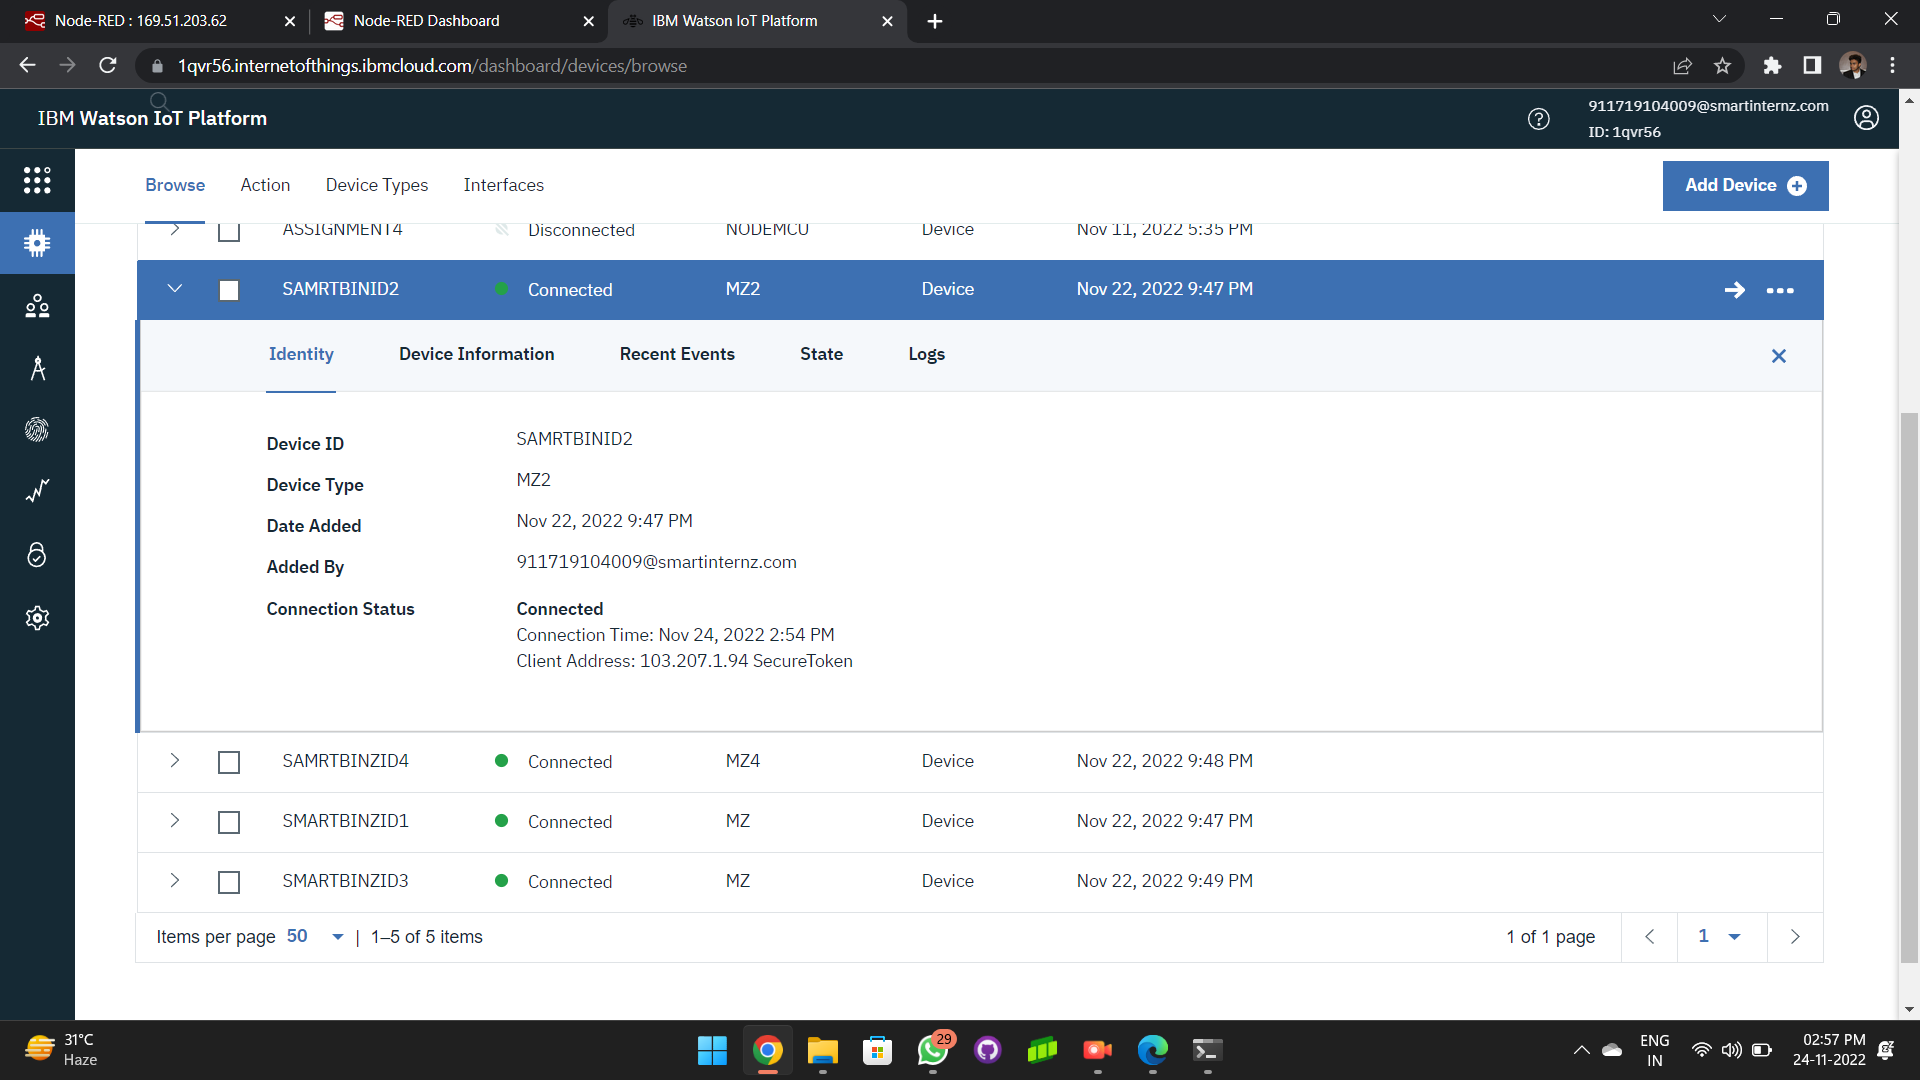 Node-RED : 169.51.203.62
Node-RED Dashboard
IBM Watson IoT Platform
1qvr56.internetofthings.ibmcloud.com/dashboard/devices/browse
IBM Watson IoT Platform
911719104009@smartinternz.com
ID: 1qvr56
Browse Action Device Types Interfaces
Add Device
ASSIGNMENT4 Disconnected NODEMCU Device Nov 11, 2022 5:35 PM
SAMRTBINID2 Connected MZ2 Device Nov 22, 2022 9:47 PM
Identity Device Information Recent Events State Logs
Device ID SAMRTBINID2
Device Type MZ2
Date Added Nov 22, 2022 9:47 PM
Added By 911719104009@smartinternz.com
Connection Status Connected
Connection Time: Nov 24, 2022 2:54 PM
Client Address: 103.207.1.94 SecureToken
SAMRTBINZID4 Connected MZ4 Device Nov 22, 2022 9:48 PM
SMARTBINZID1 Connected MZ Device Nov 22, 2022 9:47 PM
SMARTBINZID3 Connected MZ Device Nov 22, 2022 9:49 PM
Items per page 50 | 1–5 of 5 items 1 of 1 page 1
31°C
Haze
29
ENG
IN
02:57 PM
24-11-2022